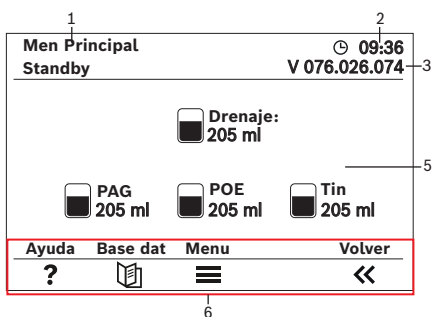 1 2
Men Principal 09:36
Standby V 076.026.074 3
Drenaje:
205 ml
5
PAG POE Tin
205 ml 205 ml 205 ml
Ayuda Base dat Menu Volver
?
6